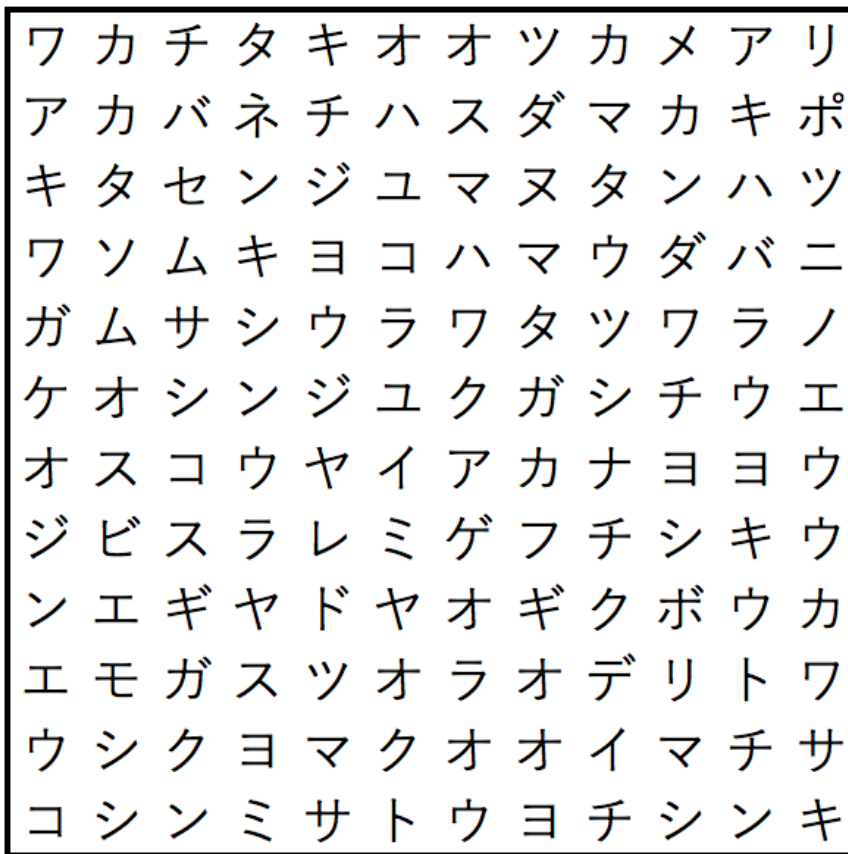 ワカチタキオオツカメアリ
アカバネチハスダマカキポ
キタセンジユマヌタンハツ
ワソムキヨコハマウダバニ
ガムサシウラワタツワラノ
ケオシンジユクガシチウエ
オスコウヤイアカナヨヨウ
ジビスラレミゲフチシキウ
ンエギヤドヤオギクボウカ
エモガスツオラオデリトワ
ウシクヨマクオオイマチサ
コシンミサトウヨチシンキ